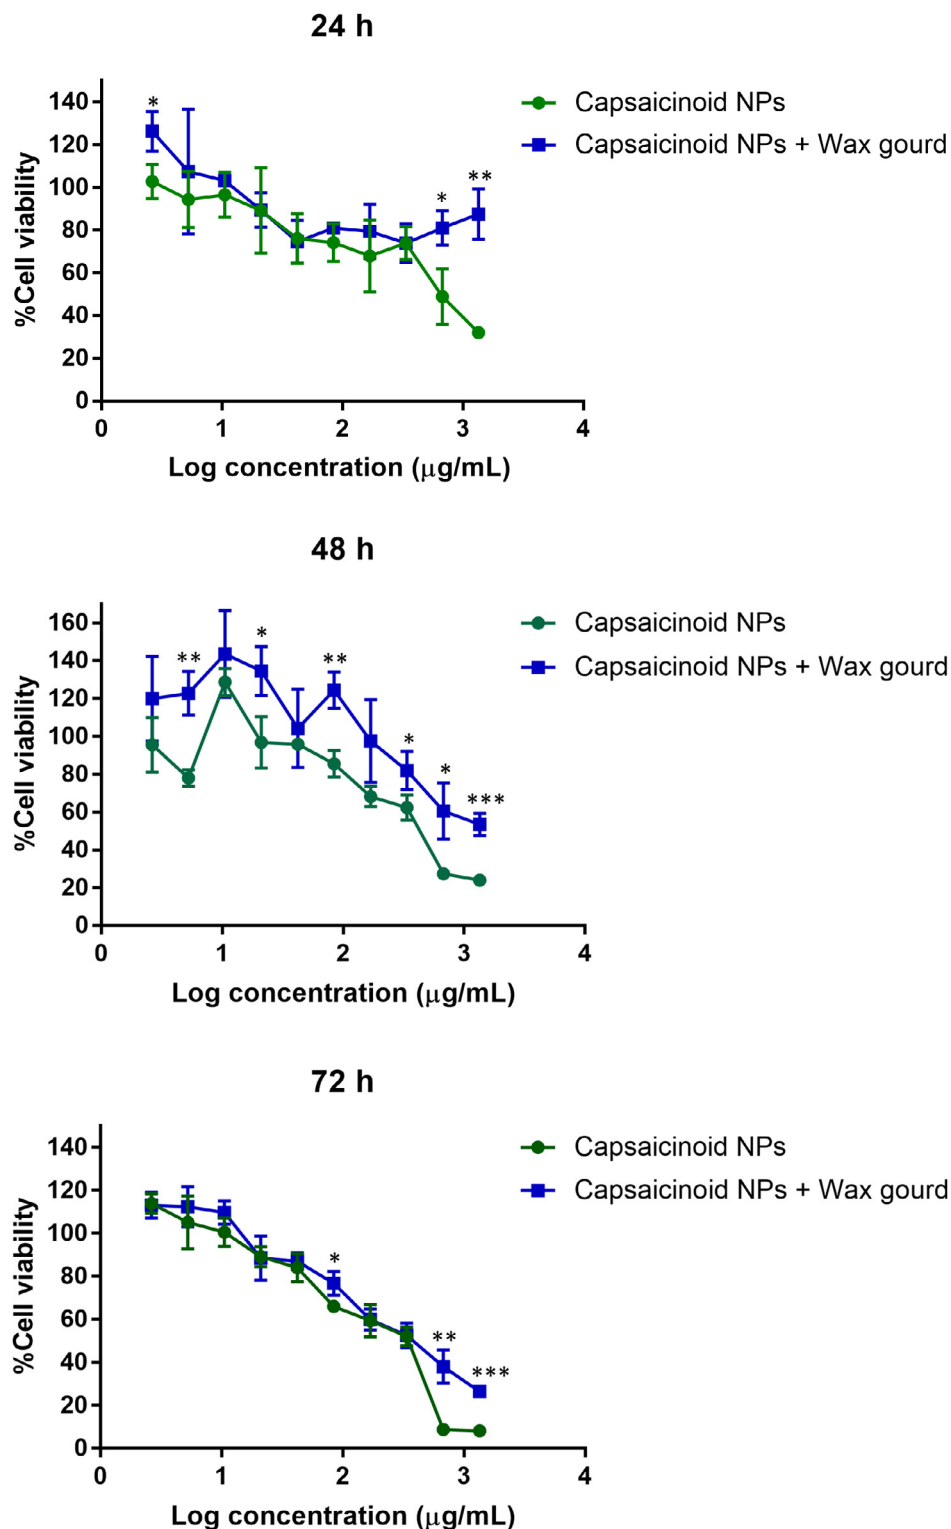 24 h
%Cell viability
140
120
100
80
60
40
20
0
*
*
**
0 1 2 3 4
Log concentration (μg/mL)
Capsaicinoid NPs
Capsaicinoid NPs + Wax gourd
48 h
%Cell viability
160
140
120
100
80
60
40
20
0
**
*
**
*
*
***
0 1 2 3 4
Log concentration (μg/mL)
Capsaicinoid NPs
Capsaicinoid NPs + Wax gourd
72 h
%Cell viability
140
120
100
80
60
40
20
0
*
**
***
0 1 2 3 4
Log concentration (μg/mL)
Capsaicinoid NPs
Capsaicinoid NPs + Wax gourd